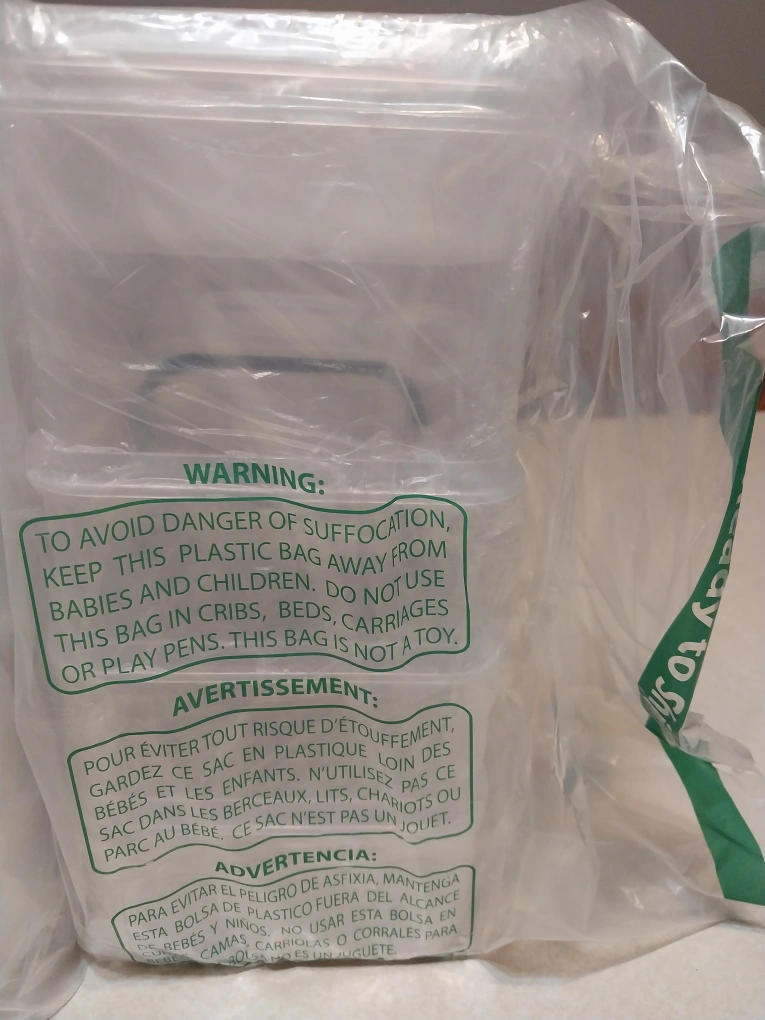 WARNING:
TO AVOID DANGER OF SUFFOCATION,
KEEP THIS PLASTIC BAG AWAY FROM
BABIES AND CHILDREN. DO NOT USE
THIS BAG IN CRIBS, BEDS, CARRIAGES
OR PLAY PENS. THIS BAG IS NOT A TOY.
AVERTISSEMENT:
POUR ÉVITER TOUT RISQUE D'ÉTOUFFEMENT,
GARDEZ CE SAC EN PLASTIQUE LOIN DES
BÉBÉS ET LES ENFANTS. N'UTILISEZ PAS CE
SAC DANS LES BERCEAUX, LITS, CHARIOTS OU
PARC AU BÉBÉ. CE SAC N'EST PAS UN JOUET.
ADVERTENCIA:
PARA EVITAR EL PELIGRO DE ASFIXIA, MANTENGA
ESTA BOLSA DE PLASTICO FUERA DEL ALCANCE
DE BEBÉS Y NIÑOS. NO USAR ESTA BOLSA EN
CAMAS, CARRIOLAS O CORRALES PARA
BOLSA NO ES UN JUGUETE.
to